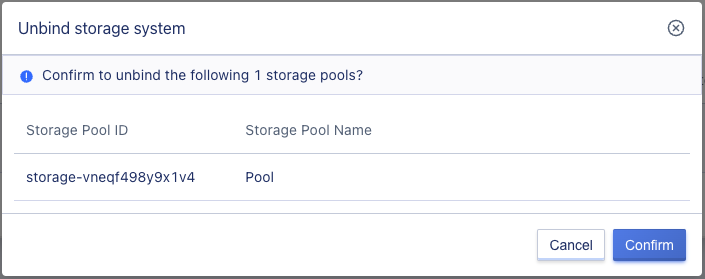 Unbind storage system
Confirm to unbind the following 1 storage pools?
Storage Pool ID Storage Pool Name
storage-vneqf498y9x1v4 Pool
Cancel Confirm